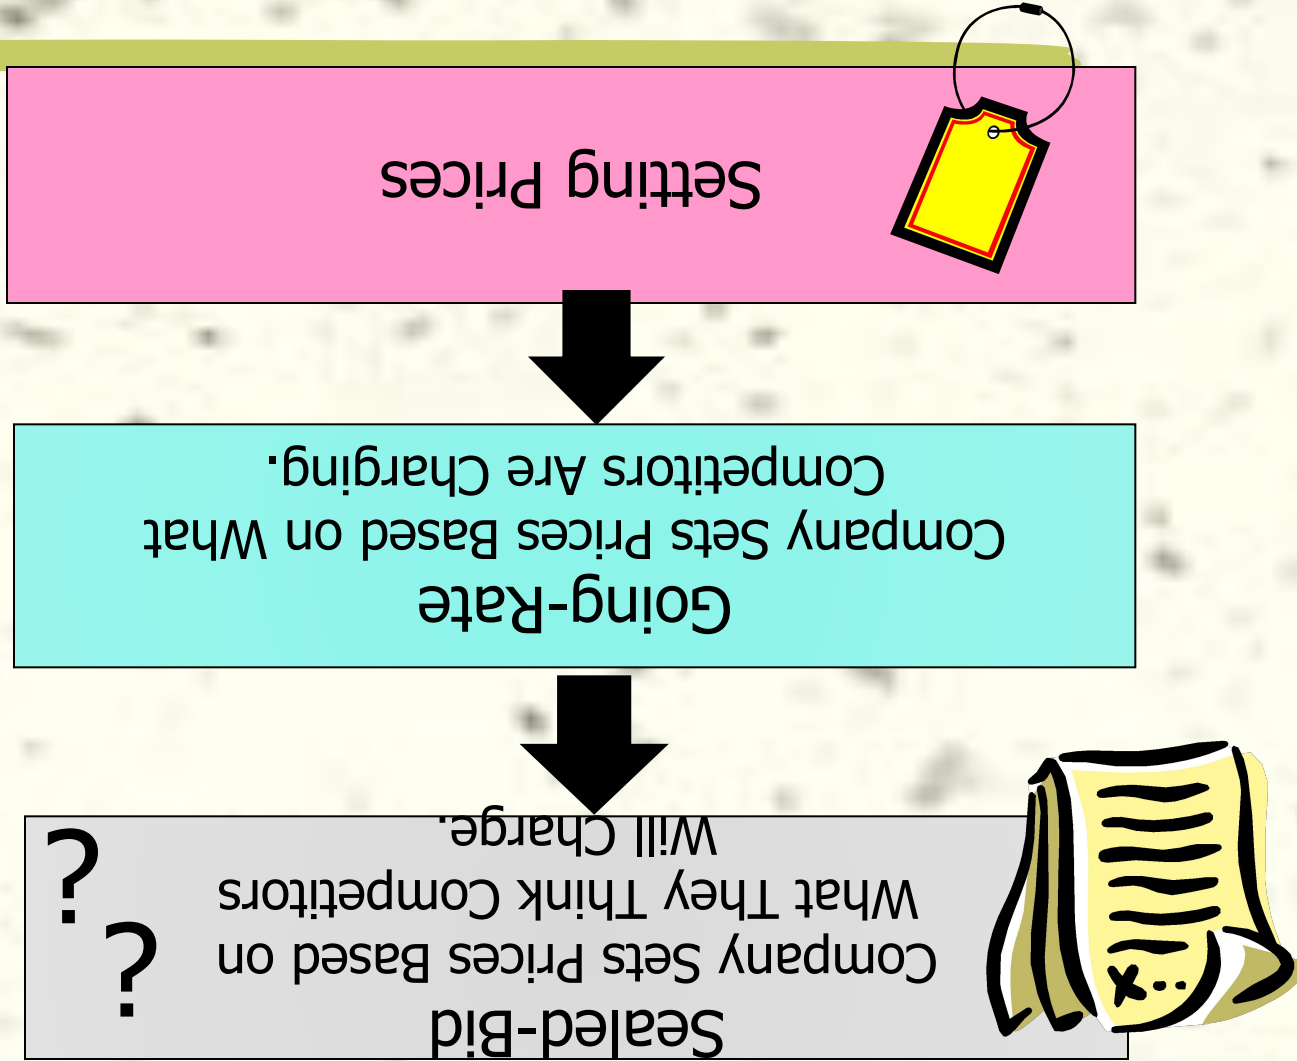 Setting Prices
Going-Rate
Company Sets Prices Based on What
Competitors Are Charging.
?
?
Sealed-Bid
Company Sets Prices Based on
What They Think Competitors
Will Charge.